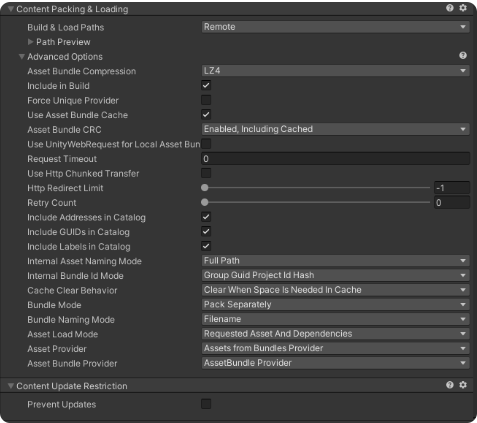 Content Packing & Loading
Build & Load Paths Remote
Path Preview
Advanced Options
Asset Bundle Compression LZ4
Include in Build
Force Unique Provider
Use Asset Bundle Cache
Asset Bundle CRC Enabled, Including Cached
Use UnityWebRequest for Local Asset Bun
Request Timeout 0
Use Http Chunked Transfer
Http Redirect Limit -1
Retry Count 0
Include Addresses in Catalog
Include GUIDs in Catalog
Include Labels in Catalog
Internal Asset Naming Mode Full Path
Internal Bundle Id Mode Group Guid Project Id Hash
Cache Clear Behavior Clear When Space Is Needed In Cache
Bundle Mode Pack Separately
Bundle Naming Mode Filename
Asset Load Mode Requested Asset And Dependencies
Asset Provider Assets from Bundles Provider
Asset Bundle Provider AssetBundle Provider
Content Update Restriction
Prevent Updates